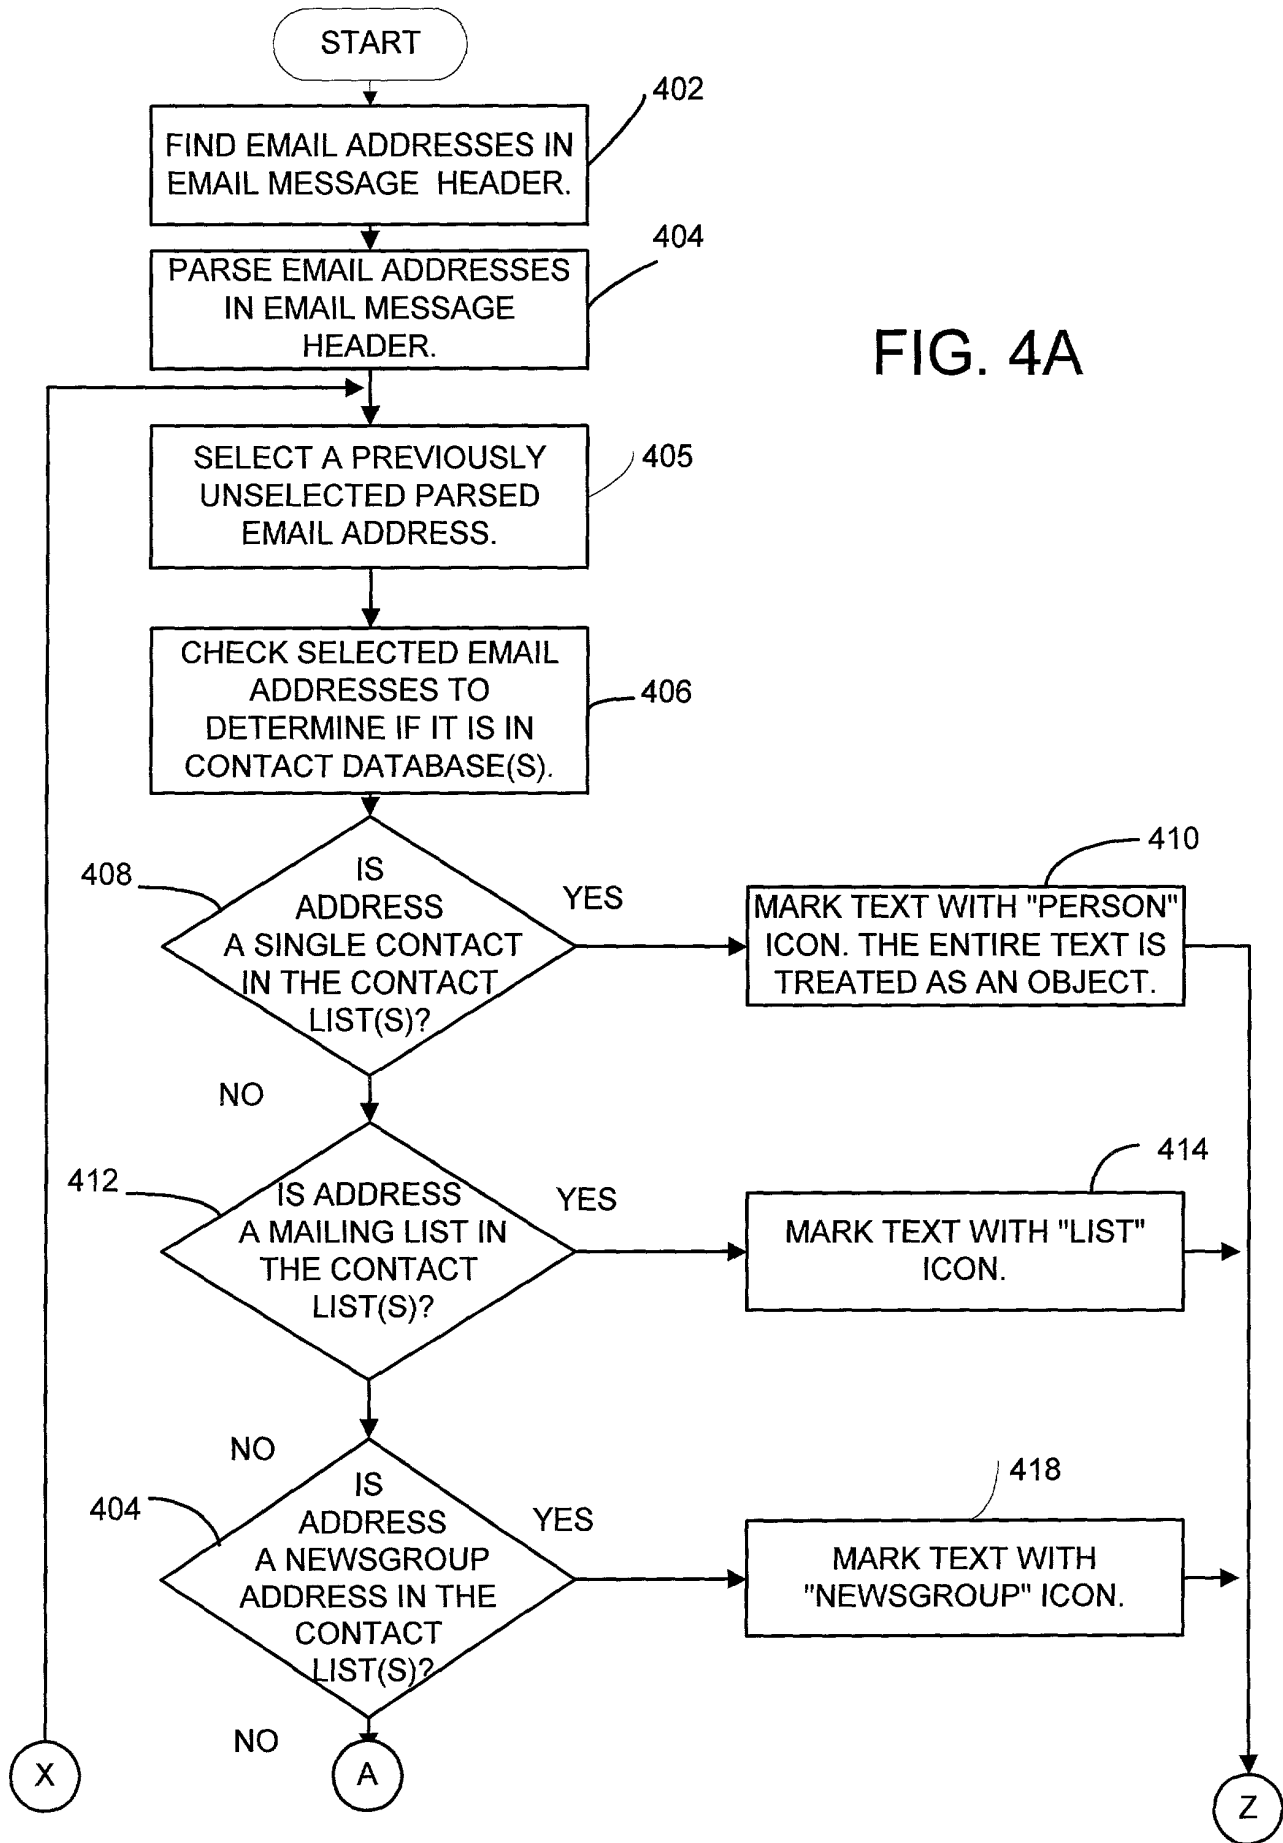 START
402
FIND EMAIL ADDRESSES IN
EMAIL MESSAGE HEADER.
404
PARSE EMAIL ADDRESSES
IN EMAIL MESSAGE
HEADER.
FIG. 4A
SELECT A PREVIOUSLY
UNSELECTED PARSED
EMAIL ADDRESS.
405
CHECK SELECTED EMAIL
ADDRESSES TO
DETERMINE IF IT IS IN
CONTACT DATABASE(S).
406
408
IS
ADDRESS
A SINGLE CONTACT
IN THE CONTACT
LIST(S)?
YES
410
MARK TEXT WITH "PERSON"
ICON. THE ENTIRE TEXT IS
TREATED AS AN OBJECT.
NO
412
IS ADDRESS
A MAILING LIST IN
THE CONTACT
LIST(S)?
YES
414
MARK TEXT WITH "LIST"
ICON.
NO
404
IS
ADDRESS
A NEWSGROUP
ADDRESS IN THE
CONTACT
LIST(S)?
YES
418
MARK TEXT WITH
"NEWSGROUP" ICON.
NO
X
A
Z